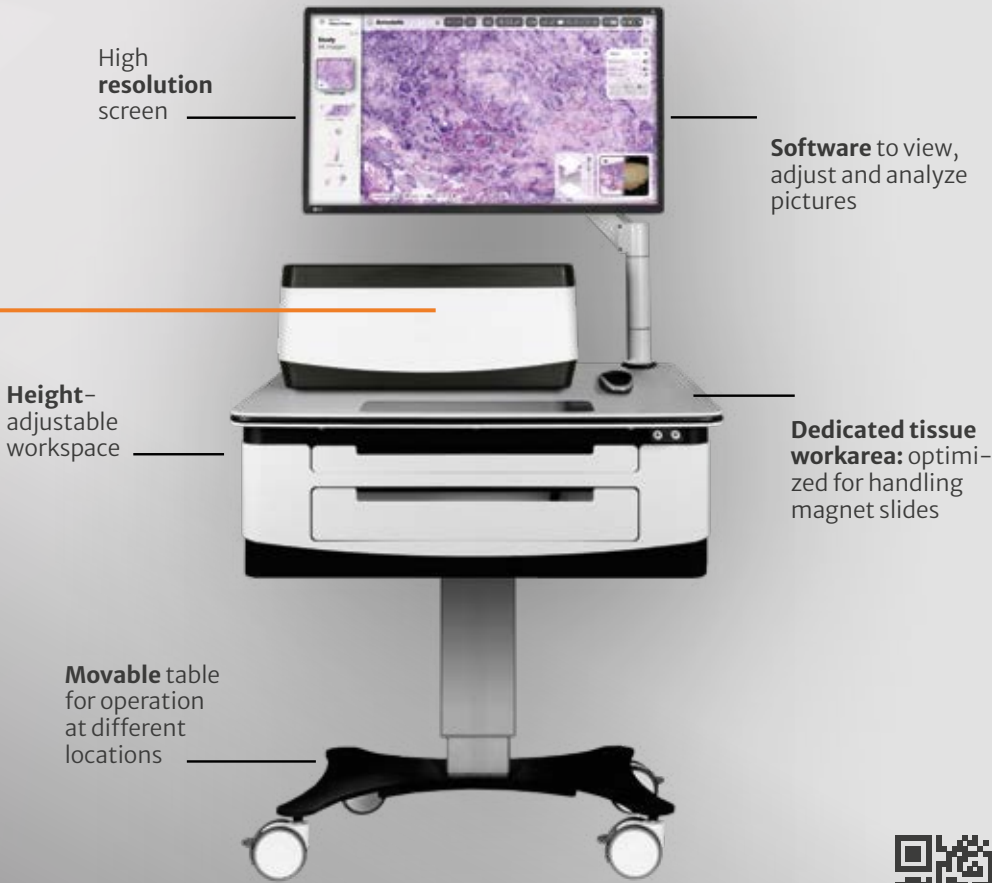 High
resolution
screen
Software to view,
adjust and analyze
pictures
Height-
adjustable
workspace
Dedicated tissue
workarea: optimi-
zed for handling
magnet slides
Movable table
for operation
at different
locations